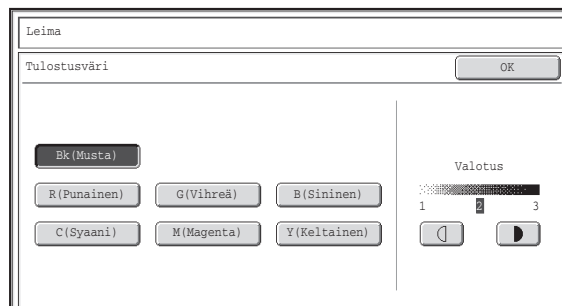 Leima
Tulostusväri
OK
Bk(Musta)
R(Punainen) G(Vihreä) B(Sininen)
C(Syaani) M(Magenta) Y(Keltainen)
Valotus
1 2 3